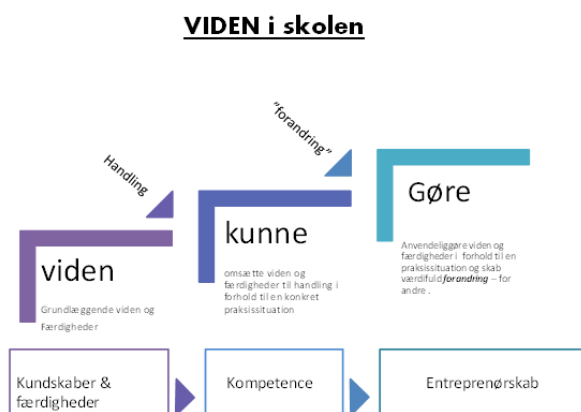 VIDEN i skolen
Handling
"forandring"
viden
Grundlæggende viden og
Færdigheder
kunne
omsætte viden og
færdigheder til handling i
forhold til en konkret
praksissituation
Gøre
Anvendeliggøre viden og
færdigheder i forhold til en
praksissituation og skab
værdifuld forandring – for
andre .
Kundskaber &
færdigheder
Kompetence
Entreprenørskab